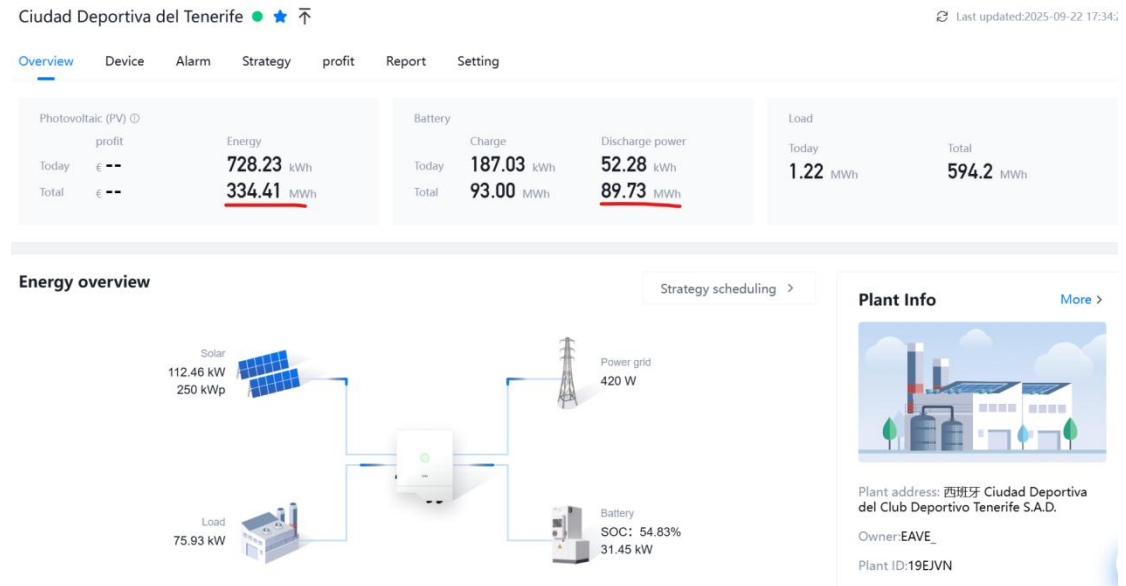 Ciudad Deportiva del Tenerife
Last updated:2025-09-22 17:34:
Overview Device Alarm Strategy profit Report Setting
Photovoltaic (PV)
profit Energy
Today € -- 728.23 kWh
Total € -- 334.41 MWh
Battery
Charge Discharge power
Today 187.03 kWh 52.28 kWh
Total 93.00 MWh 89.73 MWh
Load
Today Total
1.22 MWh 594.2 MWh
Energy overview
Strategy scheduling >
Solar
112.46 kW
250 kWp
Power grid
420 W
Load
75.93 kW
Battery
SOC: 54.83%
31.45 kW
Plant Info More >
Plant address: 西班牙 Ciudad Deportiva
del Club Deportivo Tenerife S.A.D.
Owner:EAVE_
Plant ID:19EJVN